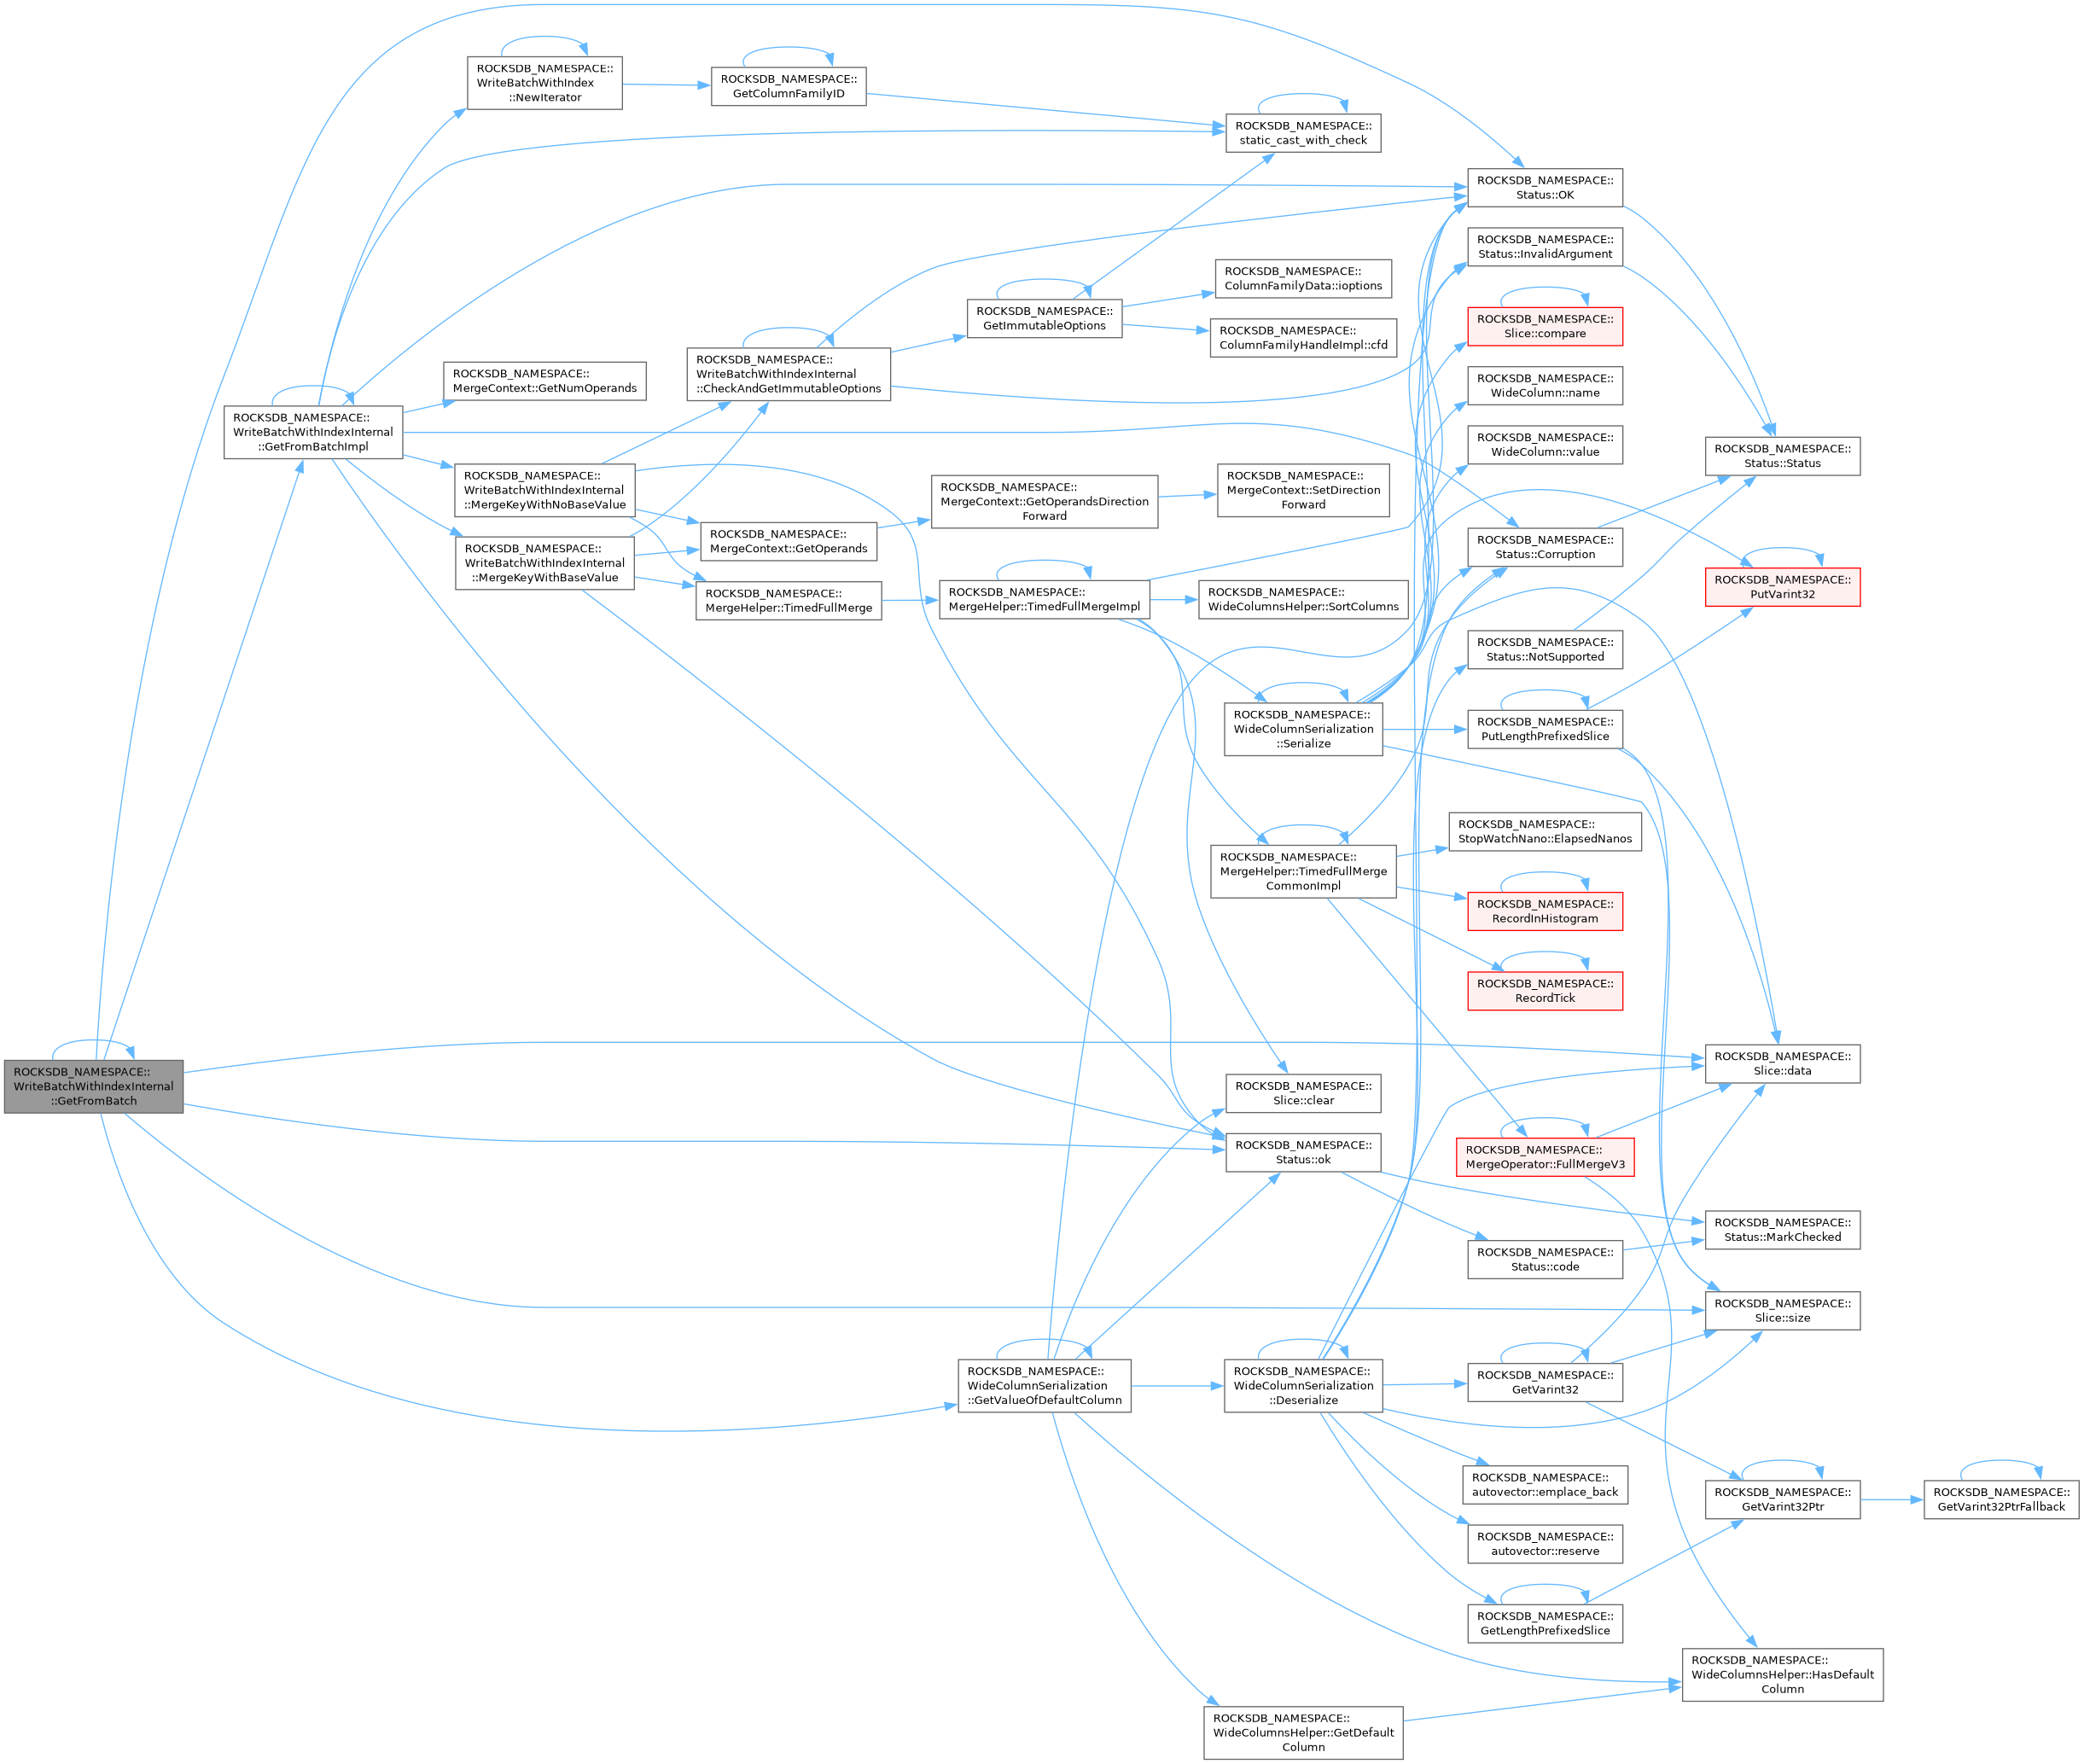 ROCKSDB_NAMESPACE::
WriteBatchWithIndexInternal
::GetFromBatch
ROCKSDB_NAMESPACE::
WriteBatchWithIndexInternal
::GetFromBatchImpl
ROCKSDB_NAMESPACE::
WriteBatchWithIndex
::NewIterator
ROCKSDB_NAMESPACE::
GetColumnFamilyID
ROCKSDB_NAMESPACE::
static_cast_with_check
ROCKSDB_NAMESPACE::
MergeContext::GetNumOperands
ROCKSDB_NAMESPACE::
WriteBatchWithIndexInternal
::MergeKeyWithNoBaseValue
ROCKSDB_NAMESPACE::
WriteBatchWithIndexInternal
::MergeKeyWithBaseValue
ROCKSDB_NAMESPACE::
WriteBatchWithIndexInternal
::CheckAndGetImmutableOptions
ROCKSDB_NAMESPACE::
MergeContext::GetOperands
ROCKSDB_NAMESPACE::
MergeHelper::TimedFullMerge
ROCKSDB_NAMESPACE::
GetImmutableOptions
ROCKSDB_NAMESPACE::
MergeContext::GetOperandsDirection
Forward
ROCKSDB_NAMESPACE::
MergeHelper::TimedFullMergeImpl
ROCKSDB_NAMESPACE::
ColumnFamilyData::ioptions
ROCKSDB_NAMESPACE::
ColumnFamilyHandleImpl::cfd
ROCKSDB_NAMESPACE::
MergeContext::SetDirection
Forward
ROCKSDB_NAMESPACE::
WideColumnsHelper::SortColumns
ROCKSDB_NAMESPACE::
WideColumnSerialization
::Serialize
ROCKSDB_NAMESPACE::
MergeHelper::TimedFullMerge
CommonImpl
ROCKSDB_NAMESPACE::
Slice::clear
ROCKSDB_NAMESPACE::
Status::ok
ROCKSDB_NAMESPACE::
WideColumnSerialization
::GetValueOfDefaultColumn
ROCKSDB_NAMESPACE::
WideColumnSerialization
::Deserialize
ROCKSDB_NAMESPACE::
WideColumnsHelper::GetDefault
Column
ROCKSDB_NAMESPACE::
Status::OK
ROCKSDB_NAMESPACE::
Status::InvalidArgument
ROCKSDB_NAMESPACE::
Slice::compare
ROCKSDB_NAMESPACE::
WideColumn::name
ROCKSDB_NAMESPACE::
WideColumn::value
ROCKSDB_NAMESPACE::
Status::Corruption
ROCKSDB_NAMESPACE::
Status::NotSupported
ROCKSDB_NAMESPACE::
PutLengthPrefixedSlice
ROCKSDB_NAMESPACE::
StopWatchNano::ElapsedNanos
ROCKSDB_NAMESPACE::
RecordInHistogram
ROCKSDB_NAMESPACE::
RecordTick
ROCKSDB_NAMESPACE::
MergeOperator::FullMergeV3
ROCKSDB_NAMESPACE::
Status::code
ROCKSDB_NAMESPACE::
GetVarint32
ROCKSDB_NAMESPACE::
autovector::emplace_back
ROCKSDB_NAMESPACE::
autovector::reserve
ROCKSDB_NAMESPACE::
GetLengthPrefixedSlice
ROCKSDB_NAMESPACE::
Status::Status
ROCKSDB_NAMESPACE::
PutVarint32
ROCKSDB_NAMESPACE::
Slice::data
ROCKSDB_NAMESPACE::
Status::MarkChecked
ROCKSDB_NAMESPACE::
Slice::size
ROCKSDB_NAMESPACE::
GetVarint32Ptr
ROCKSDB_NAMESPACE::
WideColumnsHelper::HasDefault
Column
ROCKSDB_NAMESPACE::
GetVarint32PtrFallback